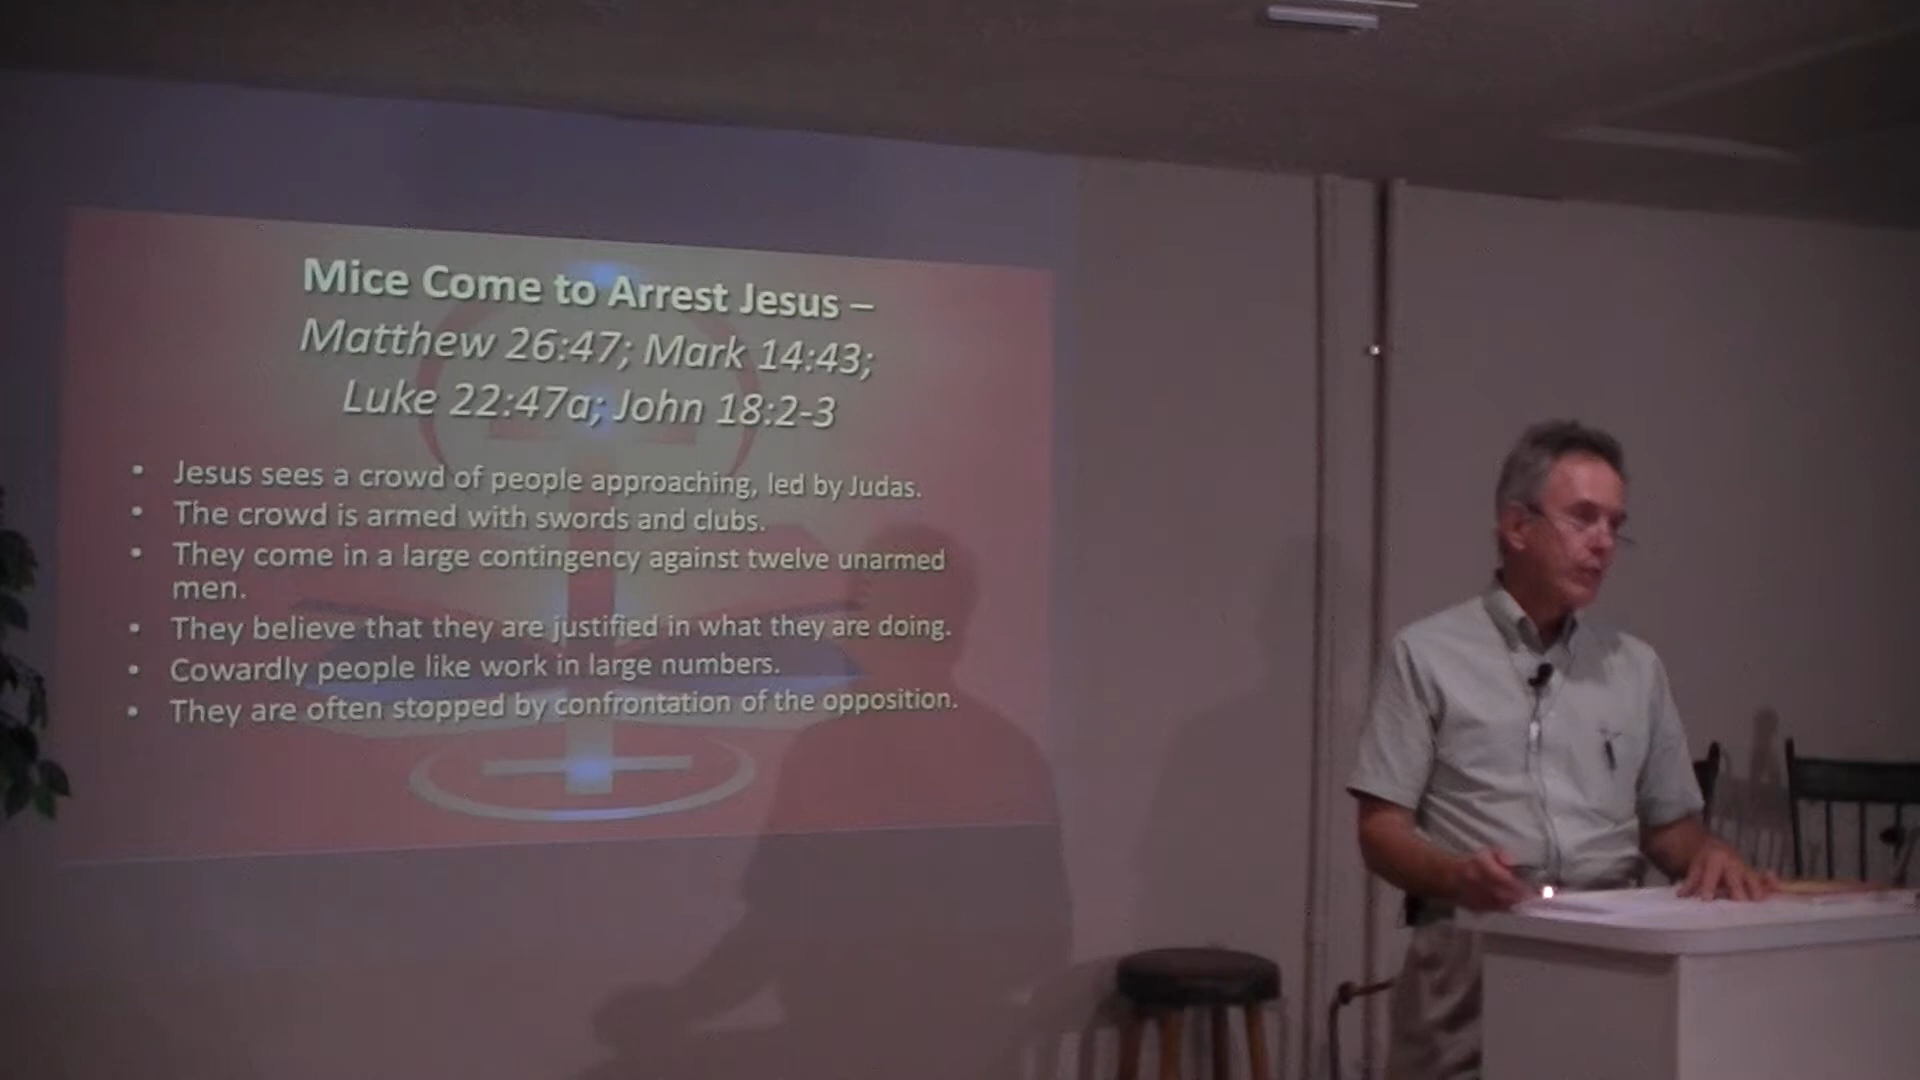 Mice Come to Arrest Jesus –
Matthew 26:47; Mark 14:43;
Luke 22:47a; John 18:2-3
• Jesus sees a crowd of people approaching, led by Judas.
• The crowd is armed with swords and clubs.
• They come in a large contingency against twelve unarmed
men.
• They believe that they are justified in what they are doing.
• Cowardly people like work in large numbers.
• They are often stopped by confrontation of the opposition.